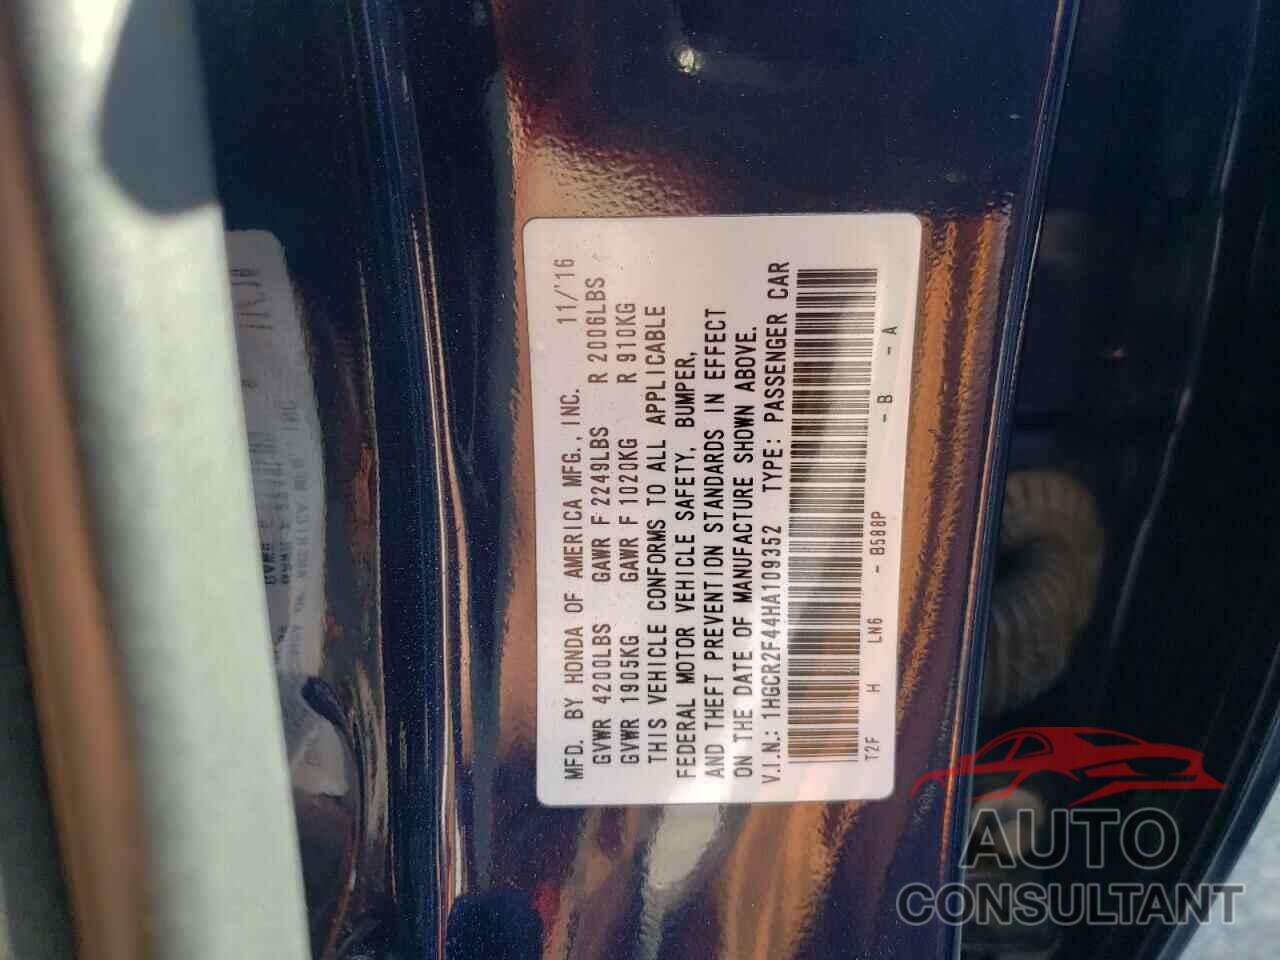 MFD. BY HONDA OF AMERICA MFG., INC. 11/'16
GVWR 4200LBS GAWR F 2249LBS R 2006LBS
GVWR 1905KG GAWR F 1020KG R 910KG
THIS VEHICLE CONFORMS TO ALL APPLICABLE
FEDERAL MOTOR VEHICLE SAFETY, BUMPER,
AND THEFT PREVENTION STANDARDS IN EFFECT
ON THE DATE OF MANUFACTURE SHOWN ABOVE.
V.I.N.: 1HGCR2F44HA109352 TYPE: PASSENGER CAR
T2F H LN6 - B588P - B - A
AUTO
CONSULTANT